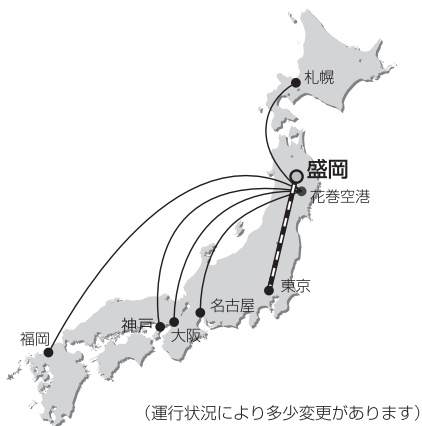 札幌
盛岡
花巻空港
東京
名古屋
神戸
大阪
福岡
（運行状況により多少変更があります）